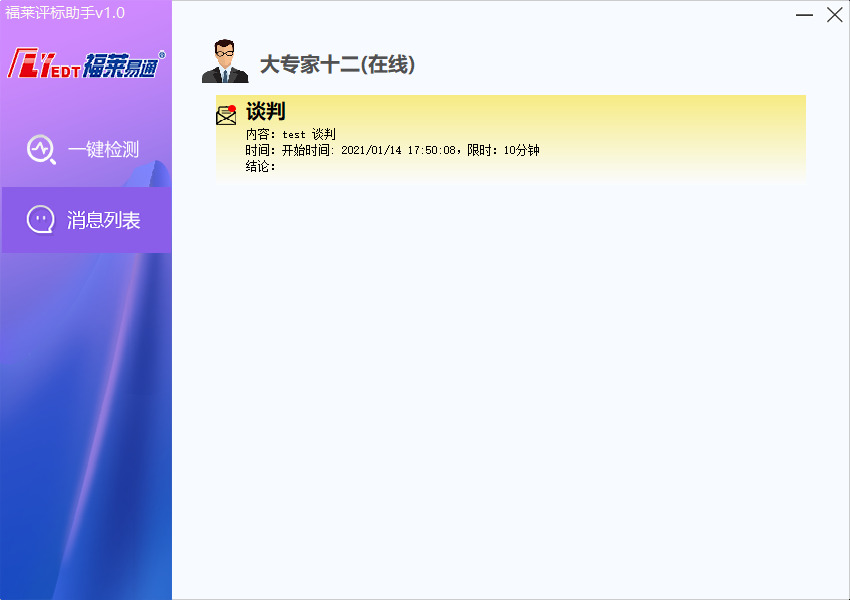 福莱评标助手v1.0
FLYEDT福莱易通®
一键检测
消息列表
大专家十二(在线)
谈判
内容: test 谈判
时间: 开始时间: 2021/01/14 17:50:08, 限时: 10分钟
结论: